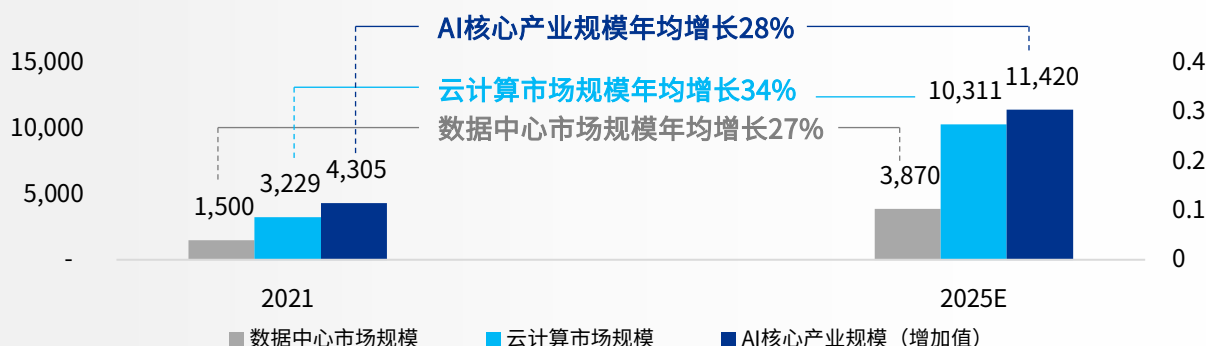 AI核心产业规模年均增长28%
15,000
0.4
云计算市场规模年均增长34%
10,311
11,420
0.3
10,000
数据中心市场规模年均增长27%
0.2
3,229
4,305
3,870
5,000
1,500
0.1
-
0
2021
2025E
数据中心市场规模
云计算市场规模
AI核心产业规模（增加值）